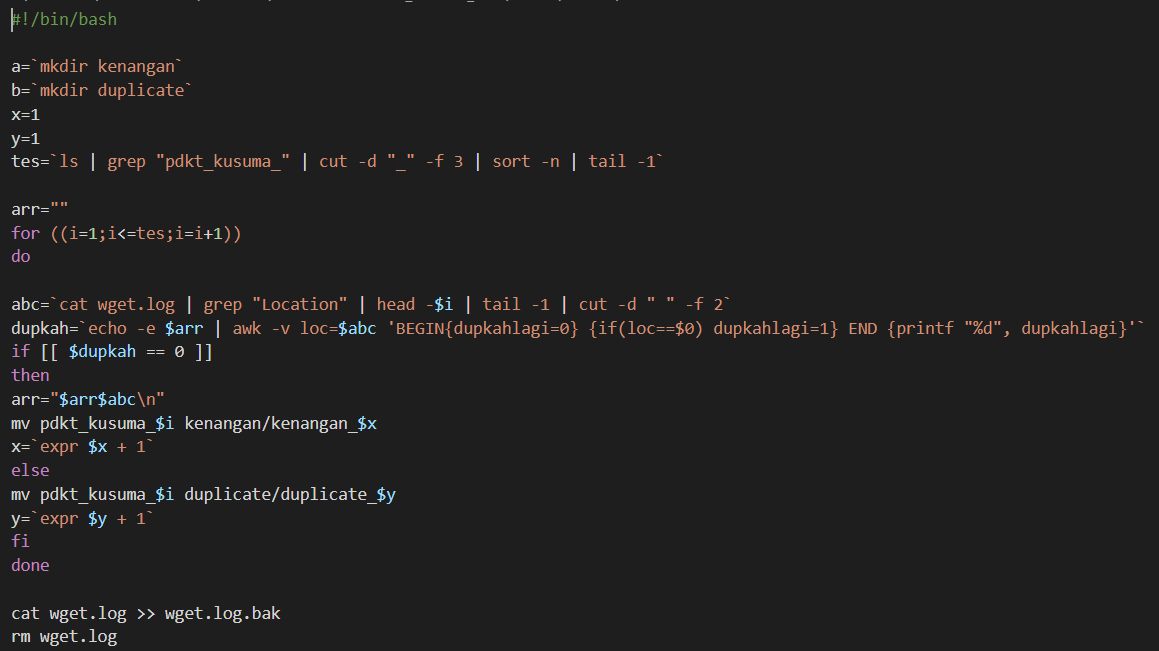 #!/bin/bash
a=`mkdir kenangan`
b=`mkdir duplicate`
x=1
y=1
tes=`ls | grep "pdkt_kusuma_" | cut -d "_" -f 3 | sort -n | tail -1`
arr=""
for ((i=1;i<=tes;i=i+1))
do
abc=`cat wget.log | grep "Location" | head -$i | tail -1 | cut -d " " -f 2`
dupkah=`echo -e $arr | awk -v loc=$abc 'BEGIN{dupkahlagi=0} {if(loc==$0) dupkahlagi=1} END {printf "%d", dupkahlagi}'`
if [[ $dupkah == 0 ]]
then
arr="$arr$abc\n"
mv pdkt_kusuma_$i kenangan/kenangan_$x
x=`expr $x + 1`
else
mv pdkt_kusuma_$i duplicate/duplicate_$y
y=`expr $y + 1`
fi
done
cat wget.log >> wget.log.bak
rm wget.log